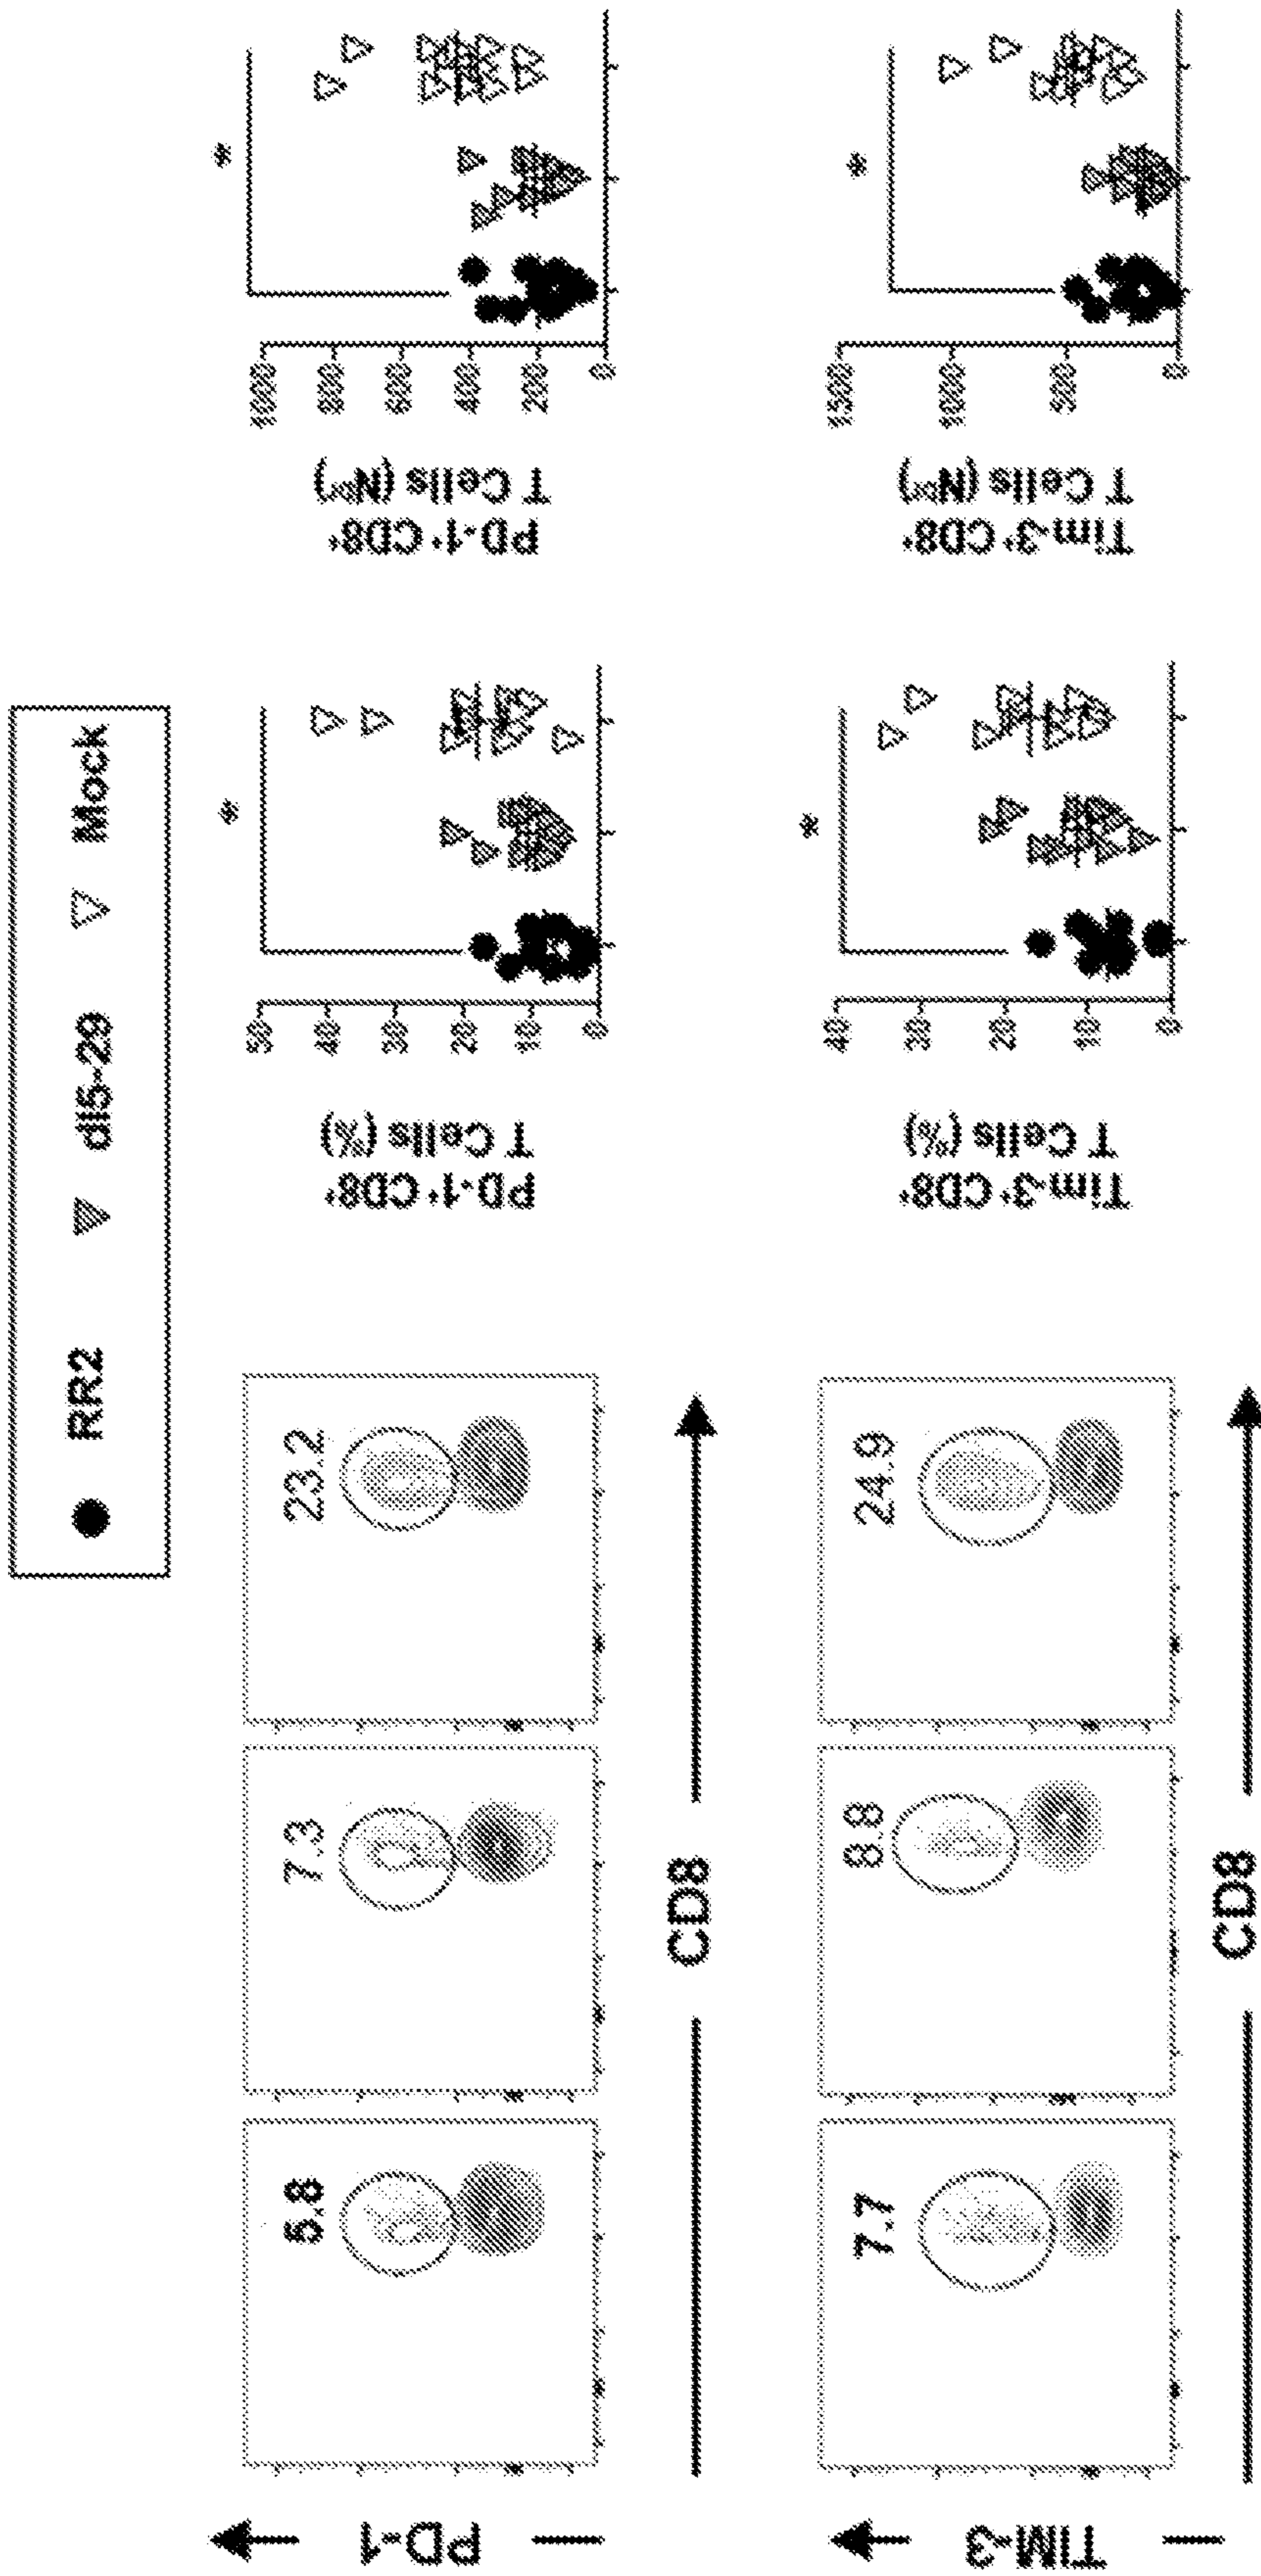 RR2 dl5-29 Mock
PD-1
5.8
7.3
23.2
CD8
PD-1+ CD8+
T Cells (%)
50
40
30
20
10
0
*
PD-1+ CD8+
T Cells (Nº)
1000
800
600
400
200
0
*
TIM-3
7.7
8.8
24.9
CD8
Tim-3+ CD8+
T Cells (%)
40
30
20
10
0
*
Tim-3+ CD8+
T Cells (Nº)
1500
1000
500
0
*